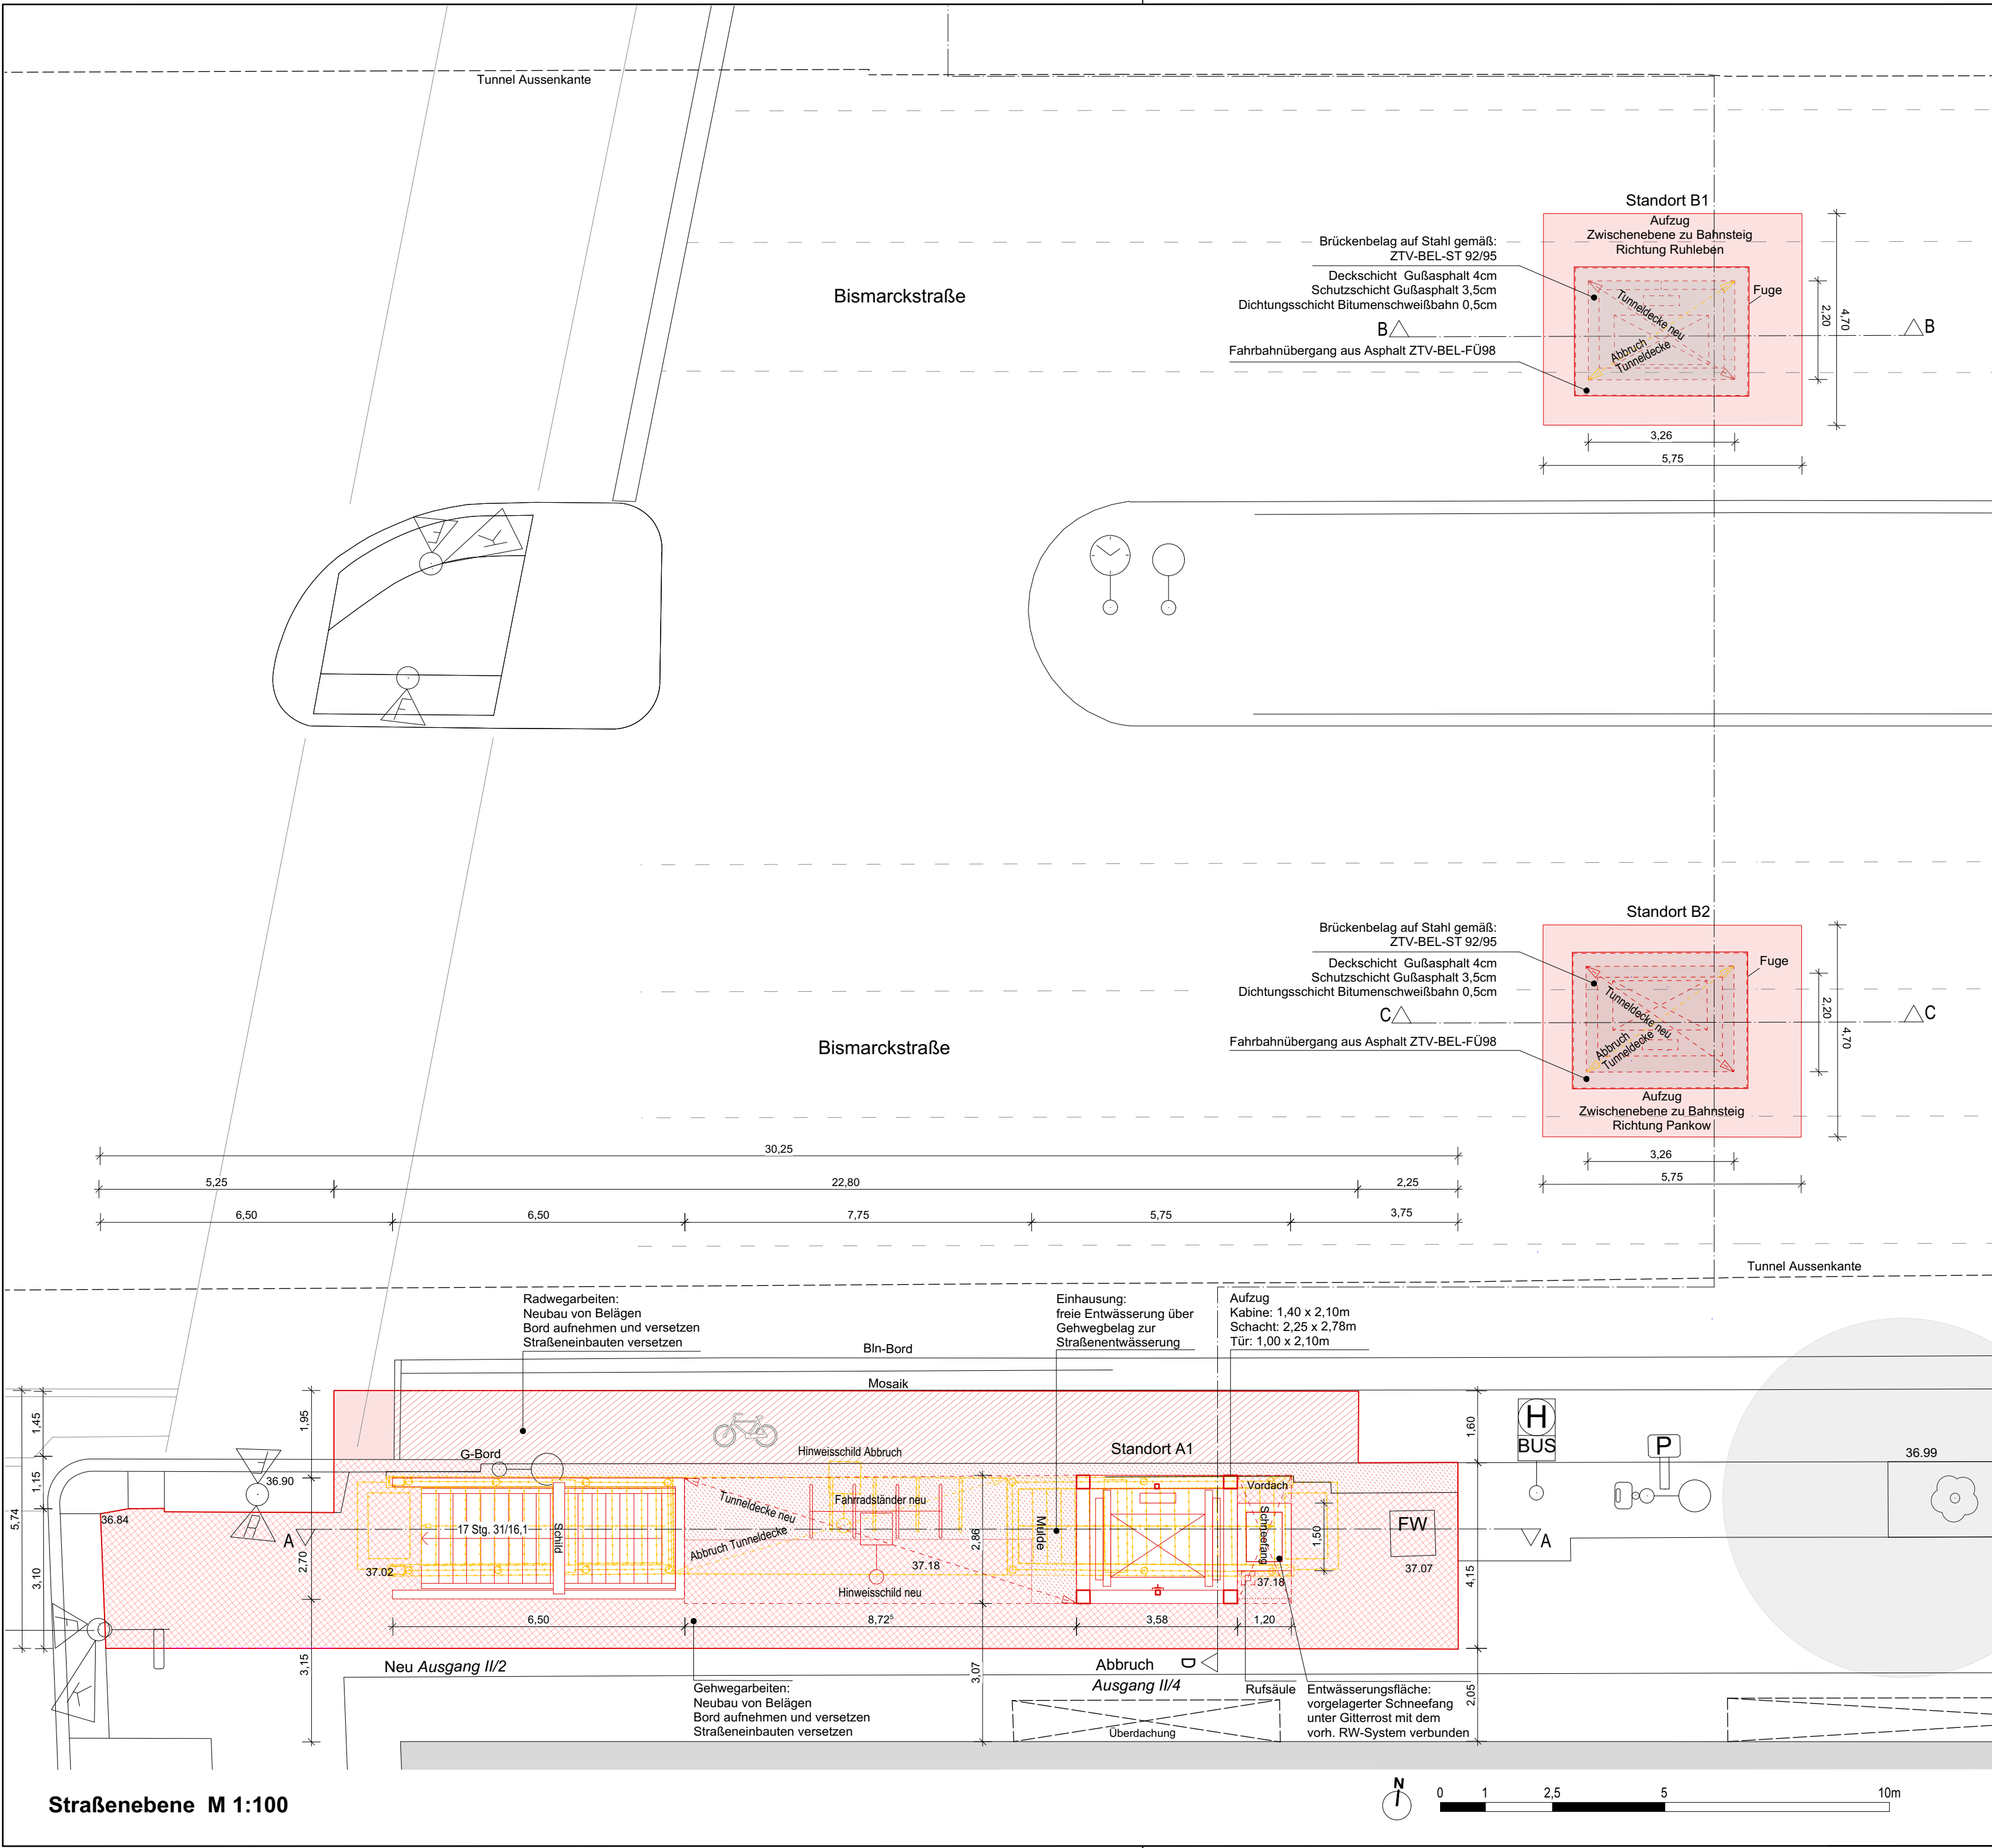 Tunnel Aussenkante
Standort B1
Aufzug
Zwischenebene zu Bahnsteig
Richtung Ruhleben
Brückenbelag auf Stahl gemäß:
ZTV-BEL-ST 92/95
Deckschicht Gußasphalt 4cm
Schutzschicht Gußasphalt 3,5cm
Dichtungsschicht Bitumenschweißbahn 0,5cm
Fuge
Tunneldecke neu
Abbruch
Tunneldecke
2,20
4,70
B
B
Fahrbahnübergang aus Asphalt ZTV-BEL-FÜ98
3,26
5,75
Bismarckstraße
Standort B2
Brückenbelag auf Stahl gemäß:
ZTV-BEL-ST 92/95
Deckschicht Gußasphalt 4cm
Schutzschicht Gußasphalt 3,5cm
Dichtungsschicht Bitumenschweißbahn 0,5cm
Fuge
Tunneldecke neu
Abbruch
Tunneldecke
2,20
4,70
C
C
Fahrbahnübergang aus Asphalt ZTV-BEL-FÜ98
Aufzug
Zwischenebene zu Bahnsteig
Richtung Pankow
3,26
5,75
Bismarckstraße
30,25
5,25 22,80 2,25
6,50 6,50 7,75 5,75 3,75
Tunnel Aussenkante
Radwegarbeiten:
Neubau von Belägen
Bord aufnehmen und versetzen
Straßeneinbauten versetzen
Einhausung:
freie Entwässerung über
Gehwegbelag zur
Straßenentwässerung
Aufzug
Kabine: 1,40 x 2,10m
Schacht: 2,25 x 2,78m
Tür: 1,00 x 2,10m
Bln-Bord
Mosaik
1,45
1,15
5,74
3,10
1,95
2,70
3,15
G-Bord
Hinweisschild Abbruch
Standort A1
1,60
H
BUS
P
36.99
36.90
36.84
37.02
A
17 Stg. 31/16,1
Schild
Tunneldecke neu
Abbruch Tunneldecke
Fahrradständer neu
37.18
Hinweisschild neu
2,86
Mulde
Vordach
Schneefang
1,50
37.18
FW
37.07
A
4,15
6,50 8,72⁵ 3,58 1,20
3,07
2,05
Neu Ausgang II/2
Abbruch
Ausgang II/4
D
Gehwegarbeiten:
Neubau von Belägen
Bord aufnehmen und versetzen
Straßeneinbauten versetzen
Überdachung
Rufsäule
Entwässerungsfläche:
vorgelagerter Schneefang
unter Gitterrost mit dem
vorh. RW-System verbunden
Straßenebene M 1:100
N
0 1 2,5 5 10m